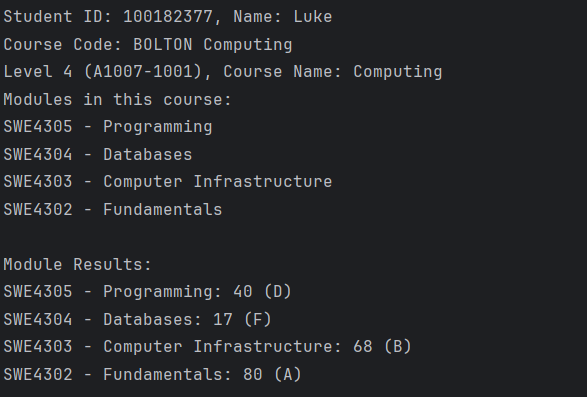 Student ID: 100182377, Name: Luke
Course Code: BOLTON Computing
Level 4 (A1007-1001), Course Name: Computing
Modules in this course:
SWE4305 - Programming
SWE4304 - Databases
SWE4303 - Computer Infrastructure
SWE4302 - Fundamentals

Module Results:
SWE4305 - Programming: 40 (D)
SWE4304 - Databases: 17 (F)
SWE4303 - Computer Infrastructure: 68 (B)
SWE4302 - Fundamentals: 80 (A)